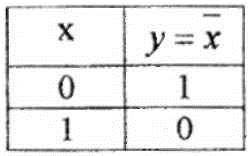 x y = x̅
0 1
1 0